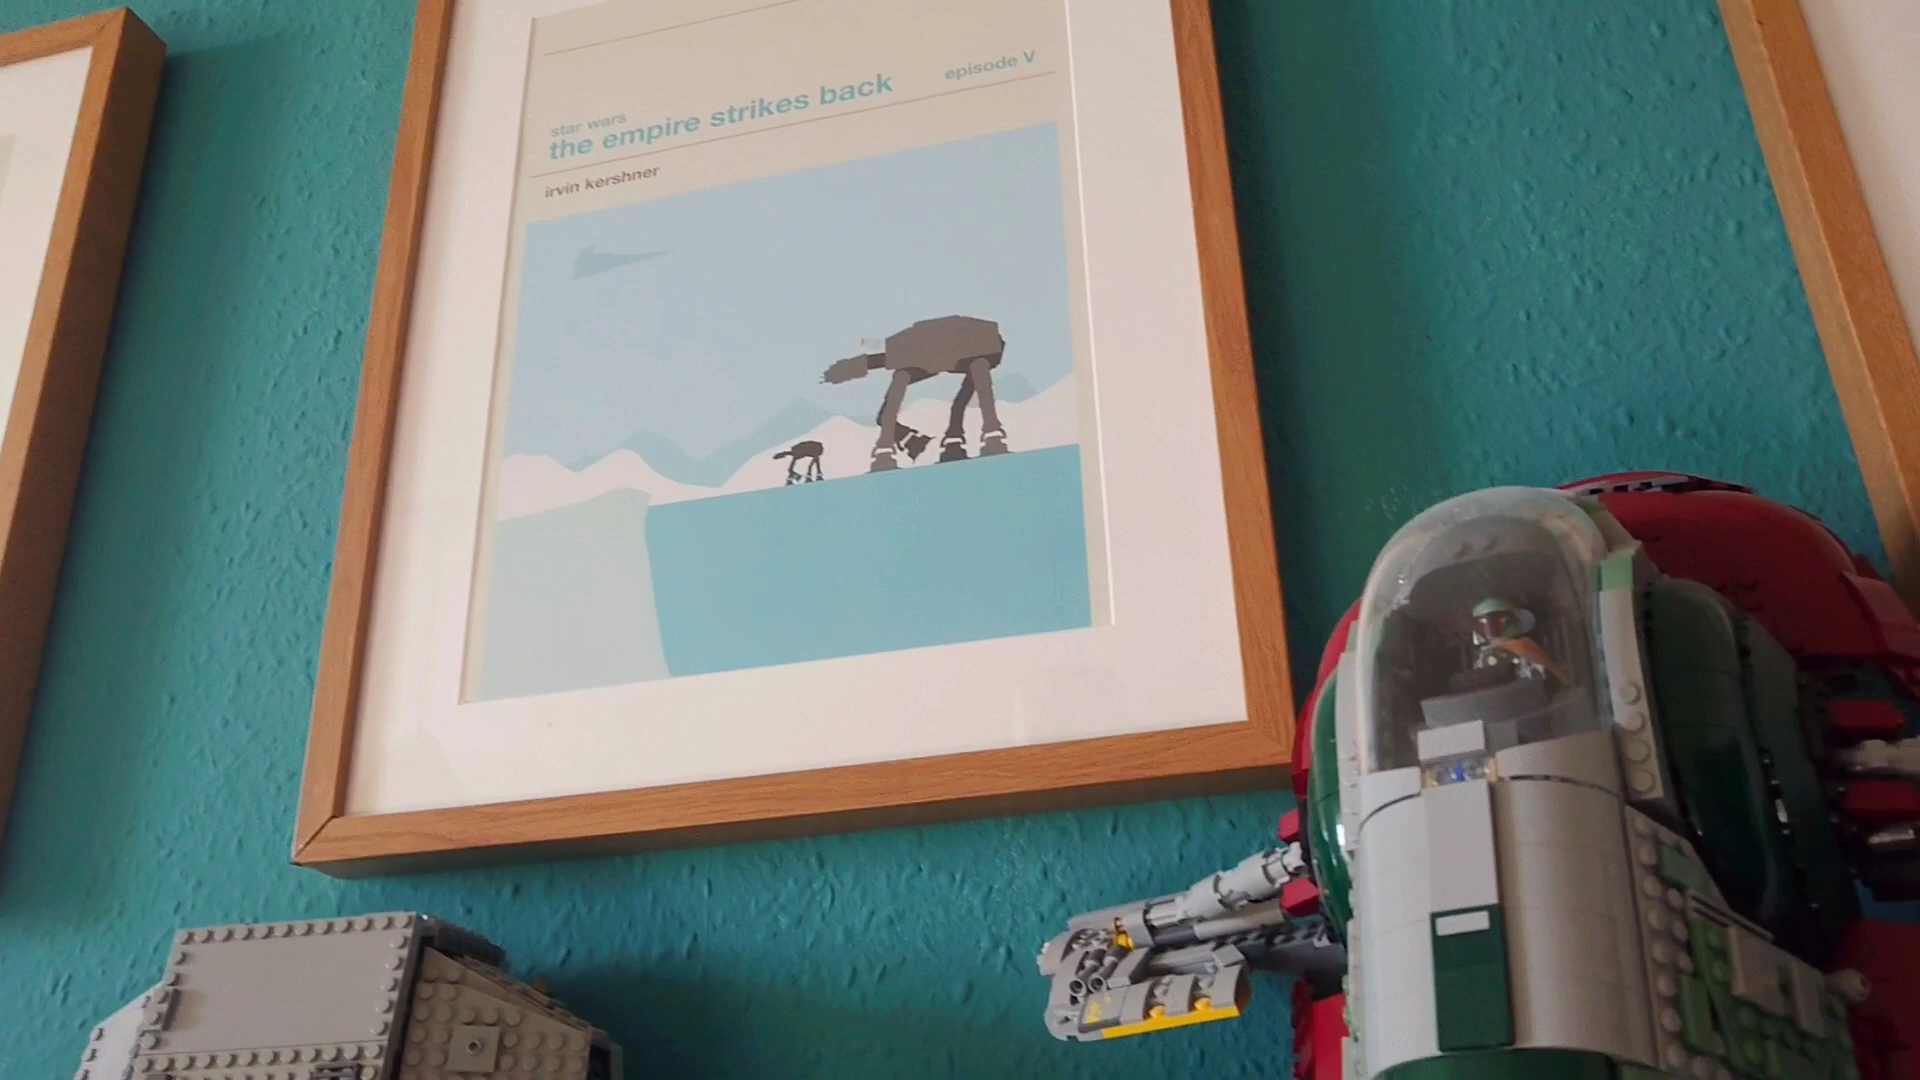 star wars
the empire strikes back
episode V
irvin kershner